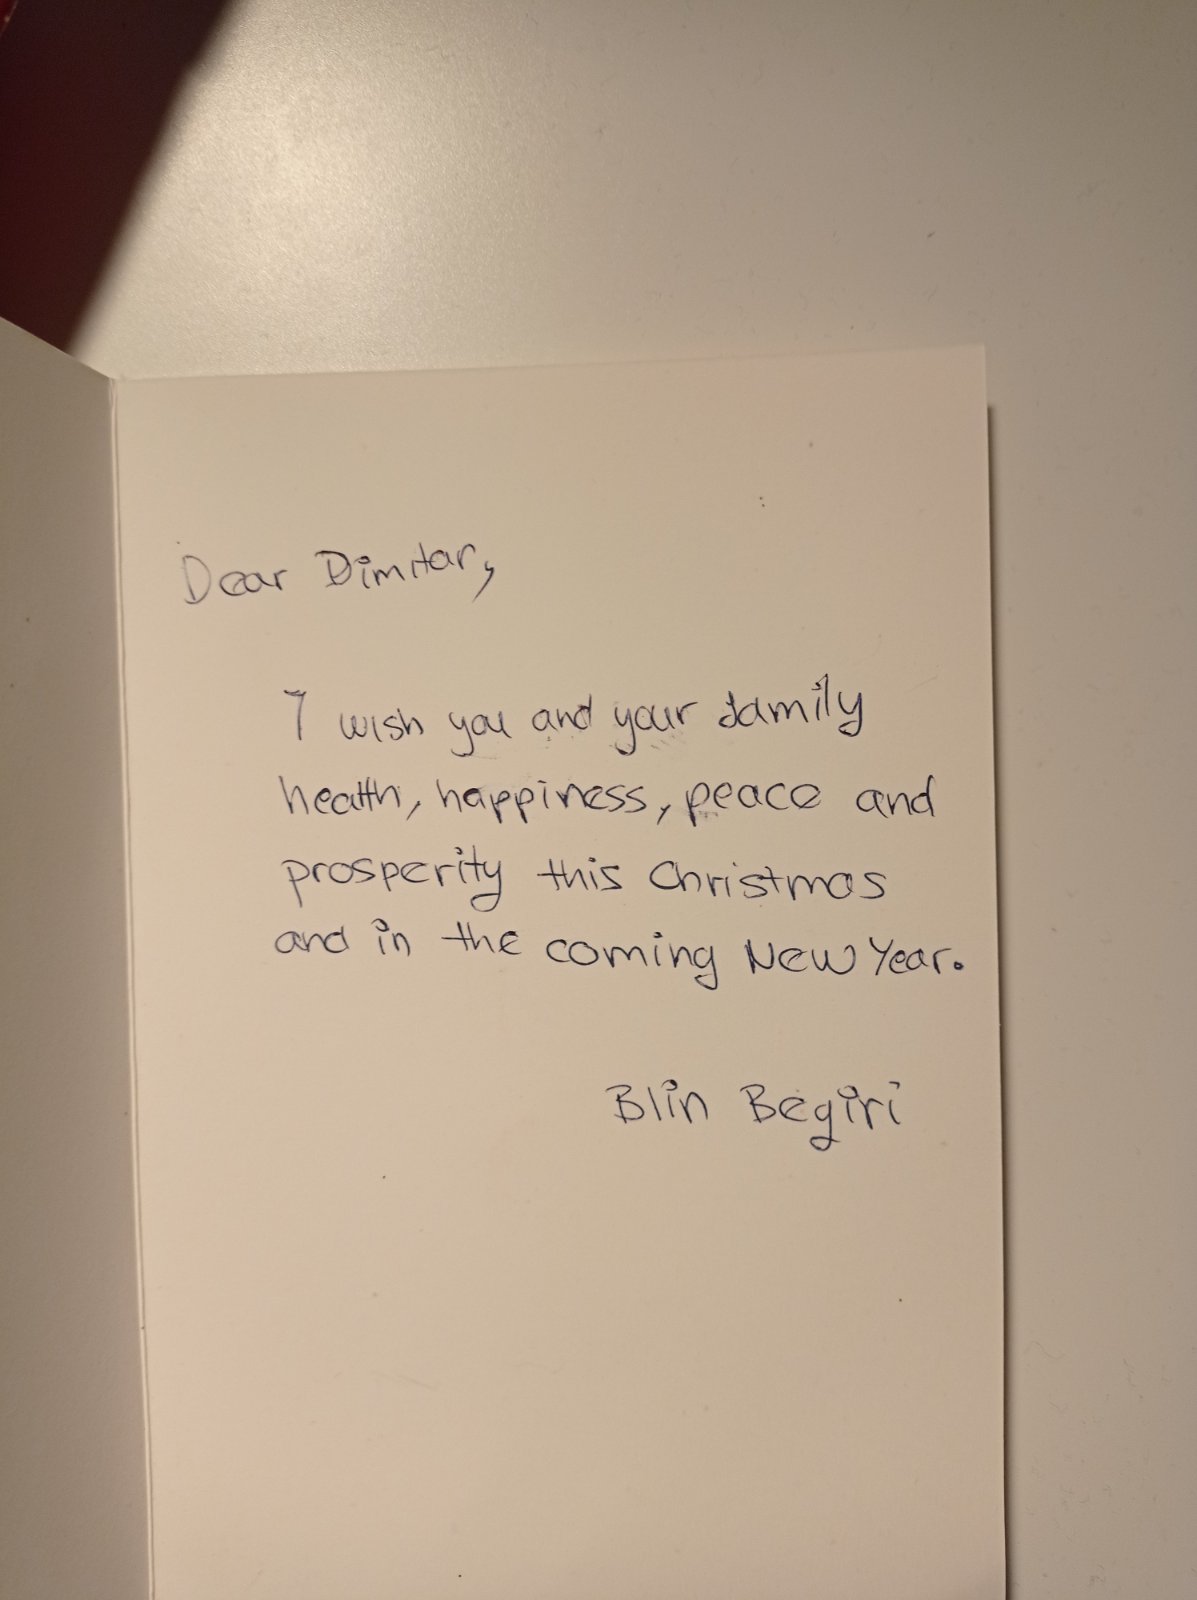 Dear Dimitar,
I wish you and your family
health, happiness, peace and
prosperity this Christmas
and in the coming New Year.
Blin Begiri